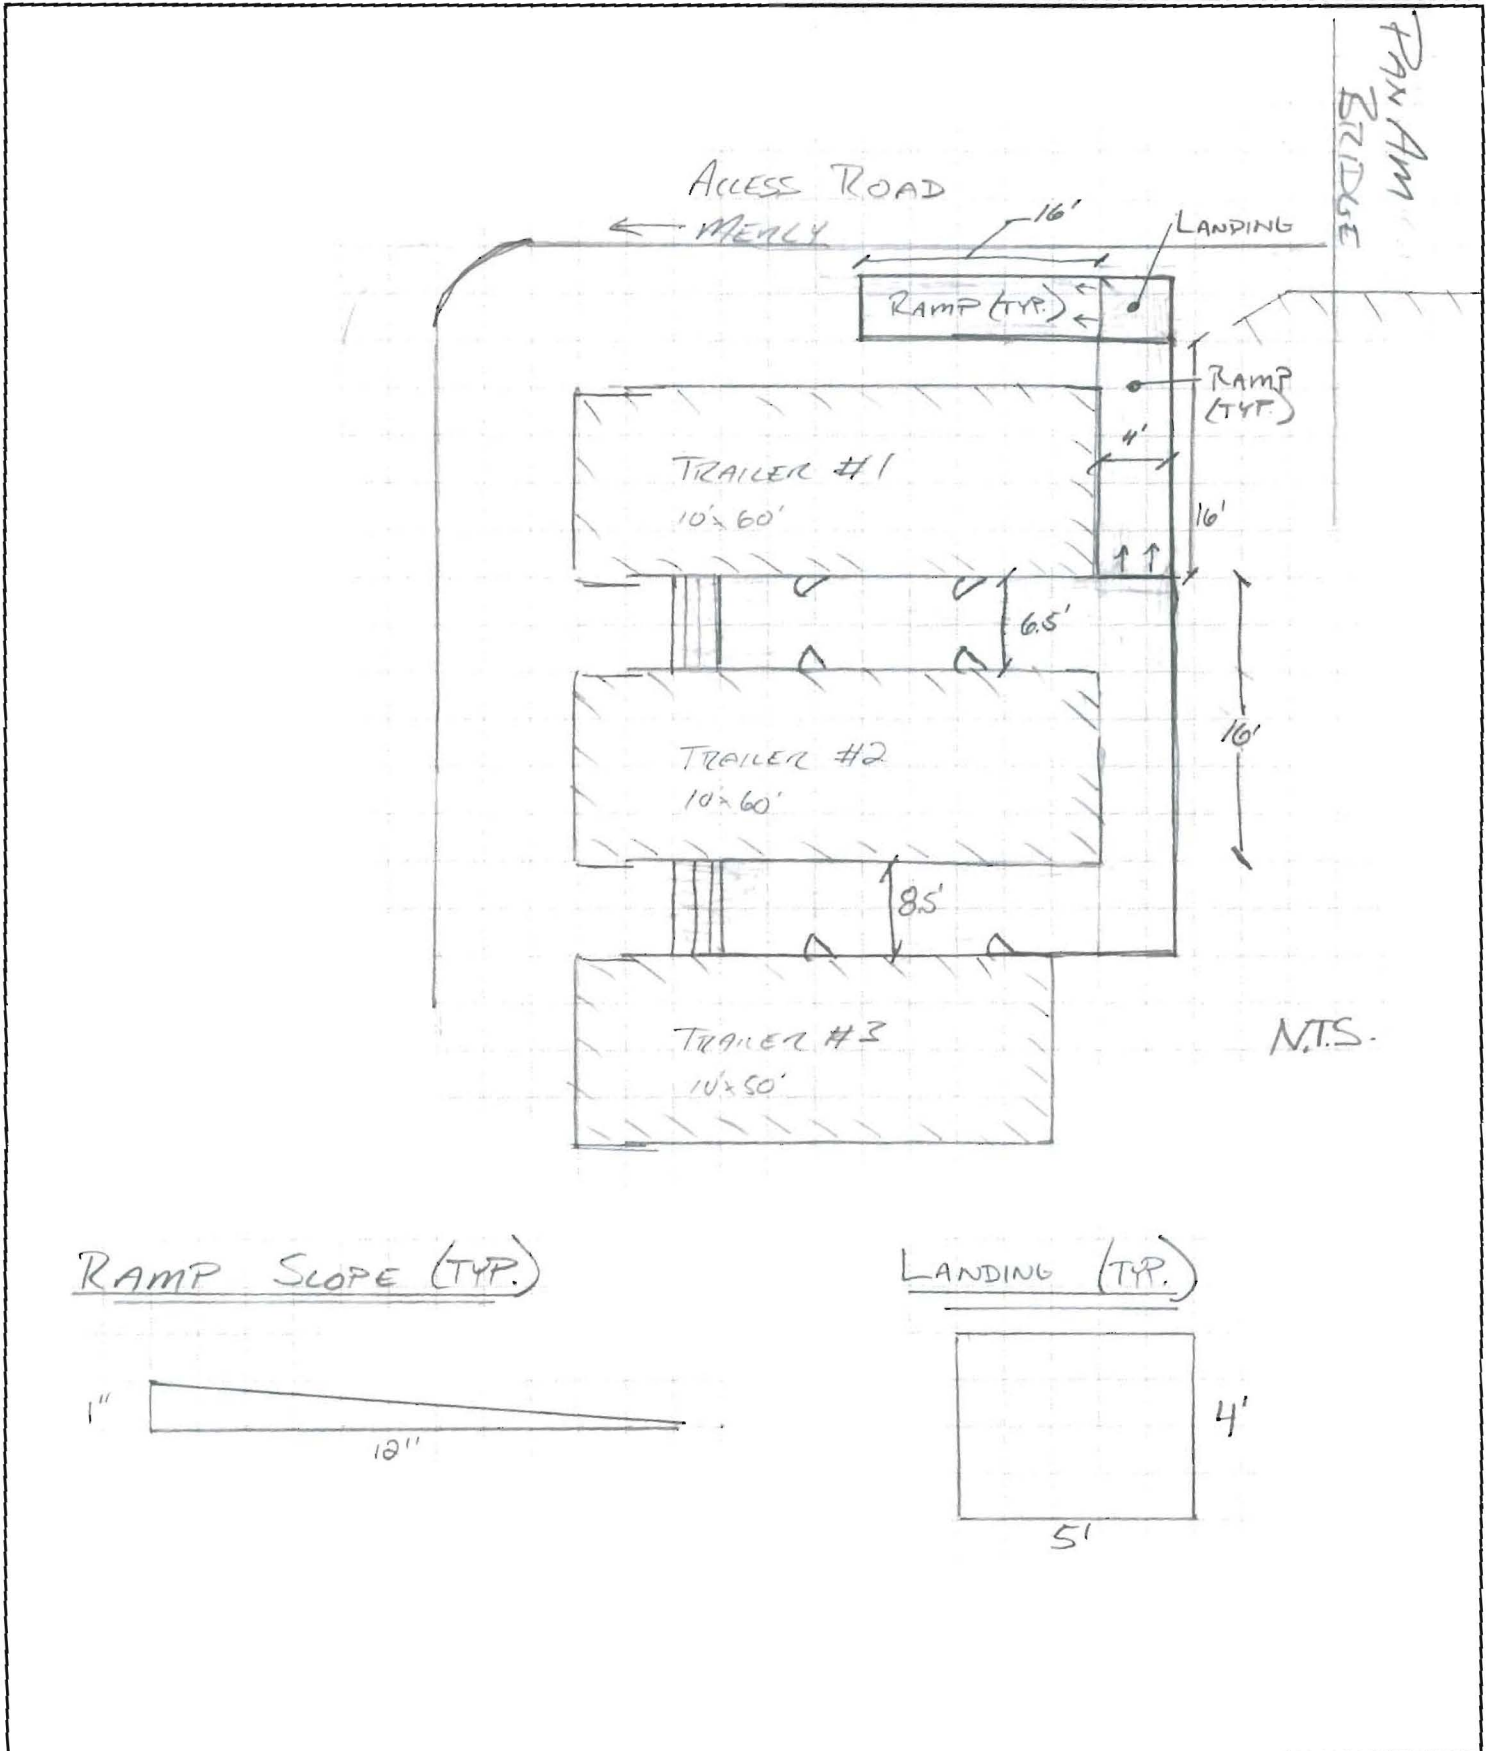 PAN AM
BRIDGE
ACCESS ROAD
← MERCY
16'
LANDING
RAMP (TYP.)
RAMP
(TYP.)
4'
16'
TRAILER #1
10'x60'
6.5'
16'
TRAILER #2
10'x60'
8.5'
TRAILER #3
10'x50'
N.T.S.
RAMP SLOPE (TYP.)
1"
12"
LANDING (TYP.)
4'
5'